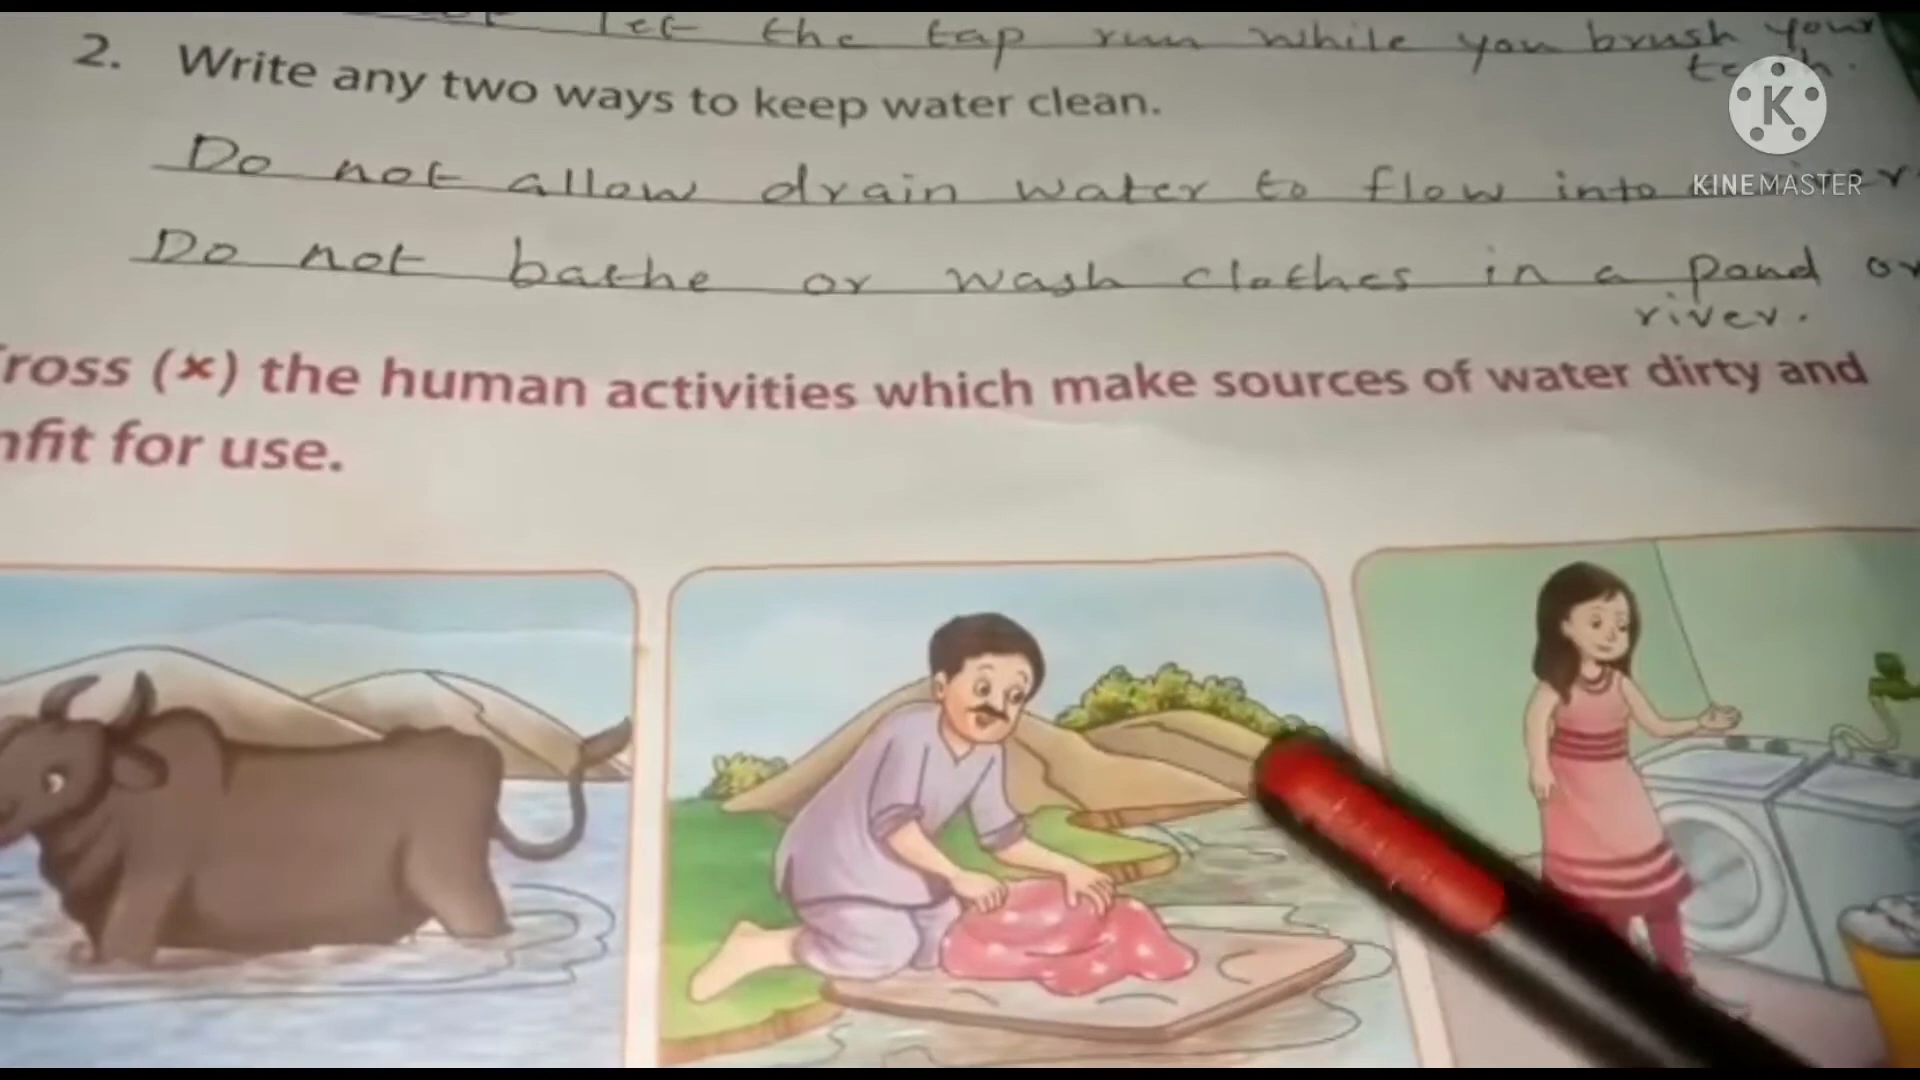 let the tap run while you brush your
2. Write any two ways to keep water clean.
Do not allow drain water to flow into
Do not bathe or wash clothes in a pond or
river.
ross (×) the human activities which make sources of water dirty and
nfit for use.
K
KINEMASTER